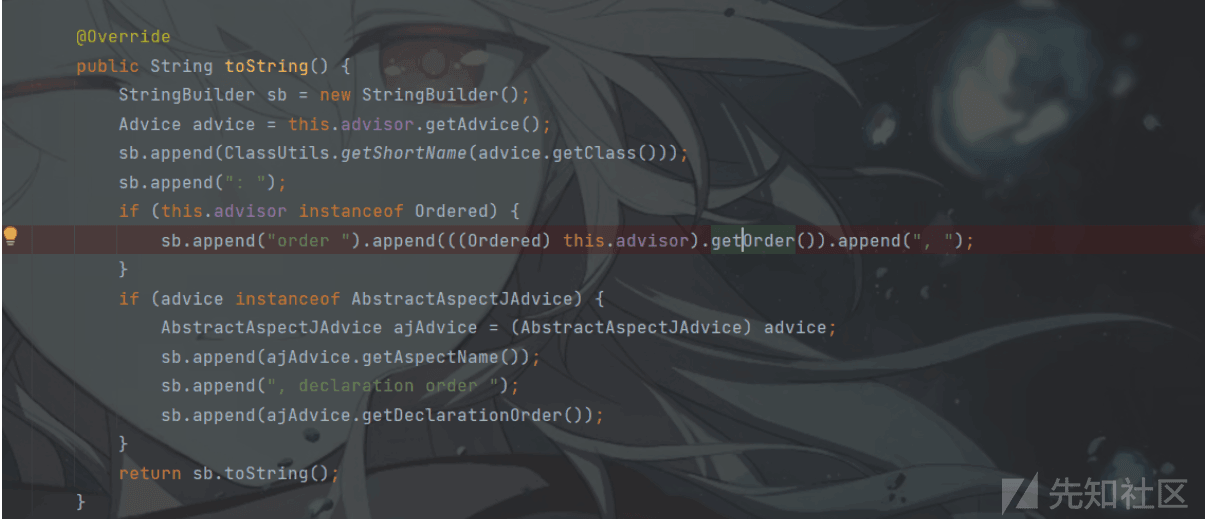 @Override
public String toString() {
    StringBuilder sb = new StringBuilder();
    Advice advice = this.advisor.getAdvice();
    sb.append(ClassUtils.getShortName(advice.getClass()));
    sb.append(": ");
    if (this.advisor instanceof Ordered) {
        sb.append("order ").append(((Ordered) this.advisor).getOrder()).append(", ");
    }
    if (advice instanceof AbstractAspectJAdvice) {
        AbstractAspectJAdvice ajAdvice = (AbstractAspectJAdvice) advice;
        sb.append(ajAdvice.getAspectName());
        sb.append(", declaration order ");
        sb.append(ajAdvice.getDeclarationOrder());
    }
    return sb.toString();
}
先知社区